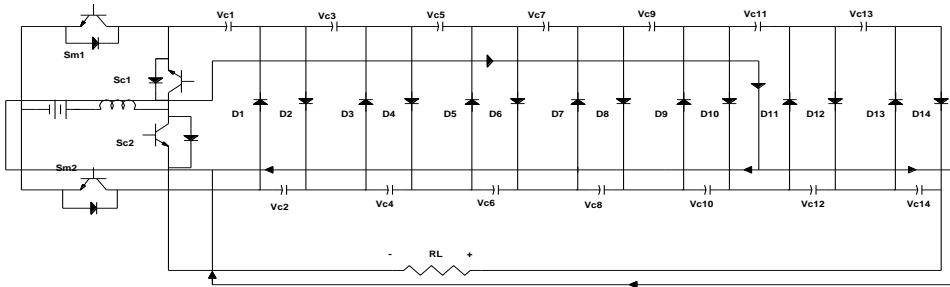 Vc1 Vc3 Vc5 Vc7 Vc9 Vc11 Vc13
Sm1
Sc1
D1 D2 D3 D4 D5 D6 D7 D8 D9 D10 D11 D12 D13 D14
Sc2
Sm2
Vc2 Vc4 Vc6 Vc8 Vc10 Vc12 Vc14
- RL +